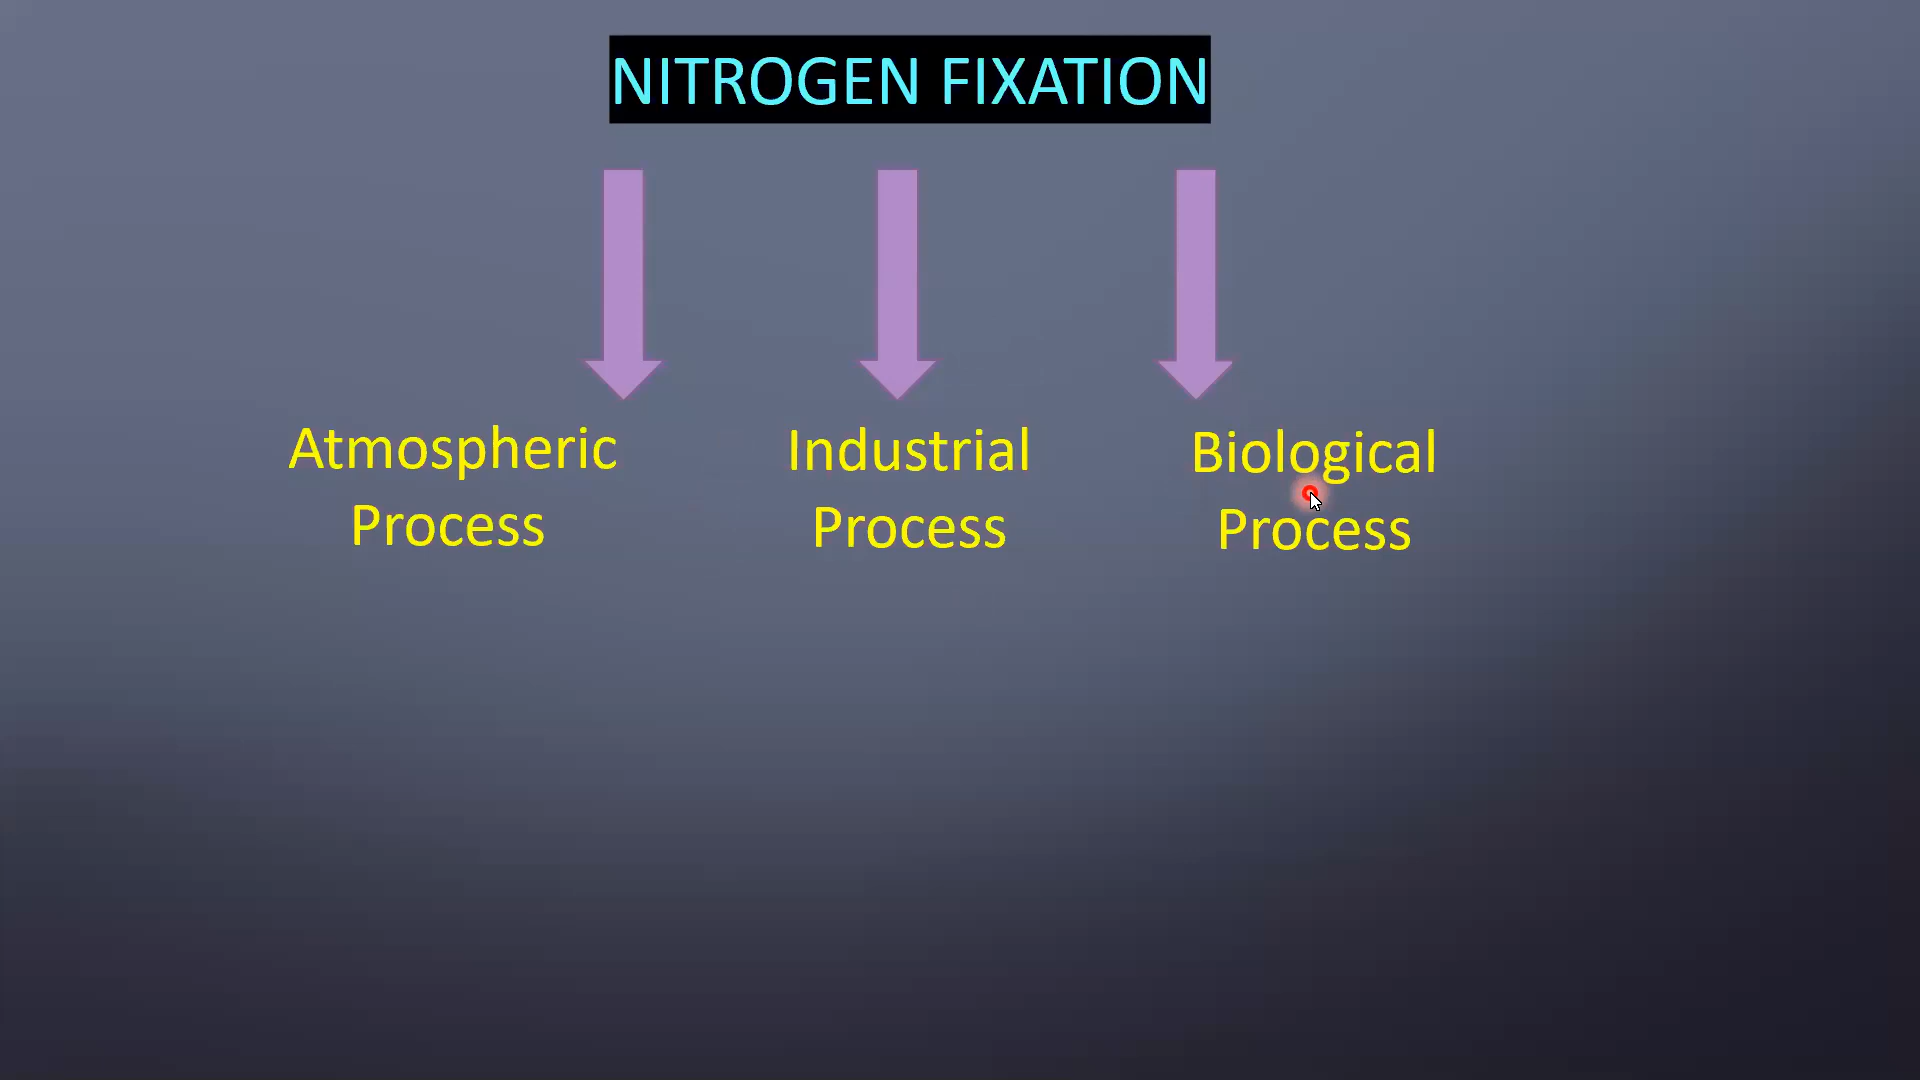 NITROGEN FIXATION
Atmospheric
Process
Industrial
Process
Biological
Process